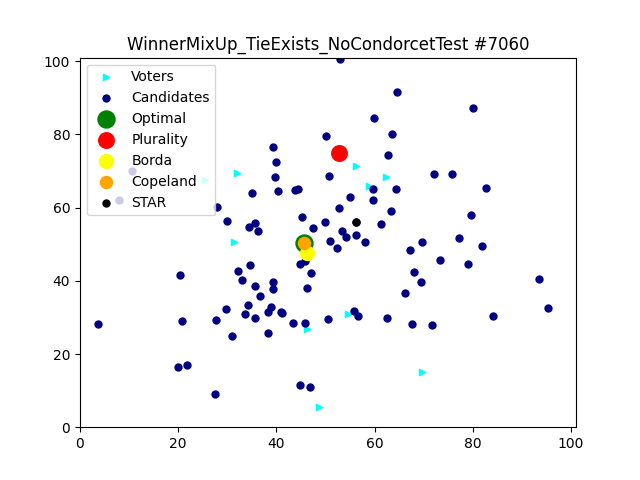 WinnerMixUp_TieExists_NoCondorcetTest #7060
100
80
60
40
20
0
Voters
Candidates
Optimal
Plurality
Borda
Copeland
STAR
0 20 40 60 80 100